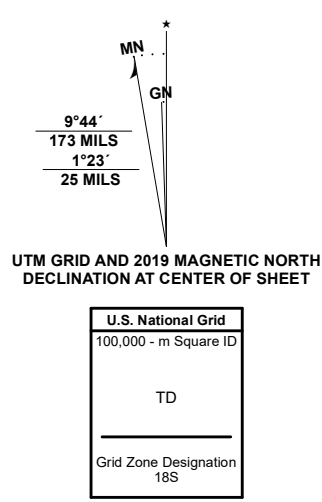 ★
MN
GN
9°44´
173 MILS
1°23´
25 MILS
UTM GRID AND 2019 MAGNETIC NORTH
DECLINATION AT CENTER OF SHEET
U.S. National Grid
100,000 - m Square ID
TD
Grid Zone Designation
18S